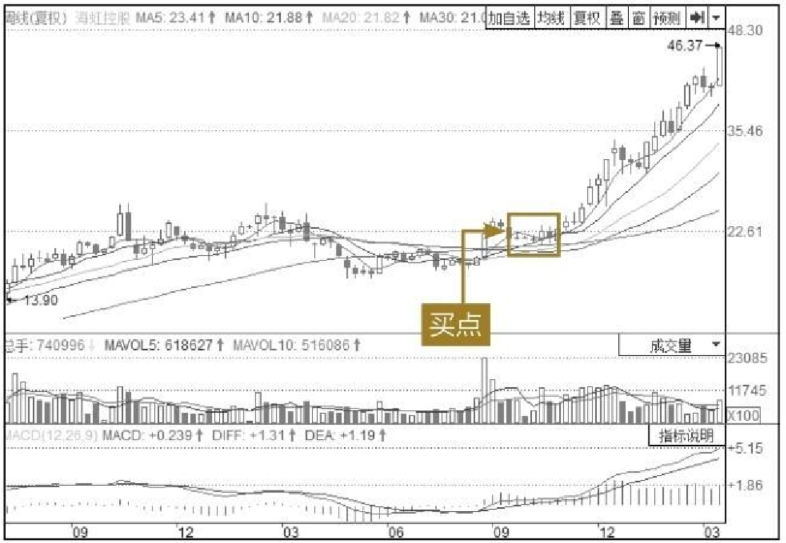 周线(复权) 海虹控股 MA5: 23.41↑ MA10: 21.88↑ MA20: 21.82↑ MA30: 21.0 加自选 均线 复权 叠 窗 预测
48.30
46.37
35.46
22.61
13.90
买点
总手: 740996↓ MAVOL5: 618627↑ MAVOL10: 516086↑ 成交量
23085
11745
X100
MACD(12,26,9) MACD: +0.239↑ DIFF: +1.31↑ DEA: +1.19↑ 指标说明
+5.15
+1.86
09 12 03 06 09 12 03